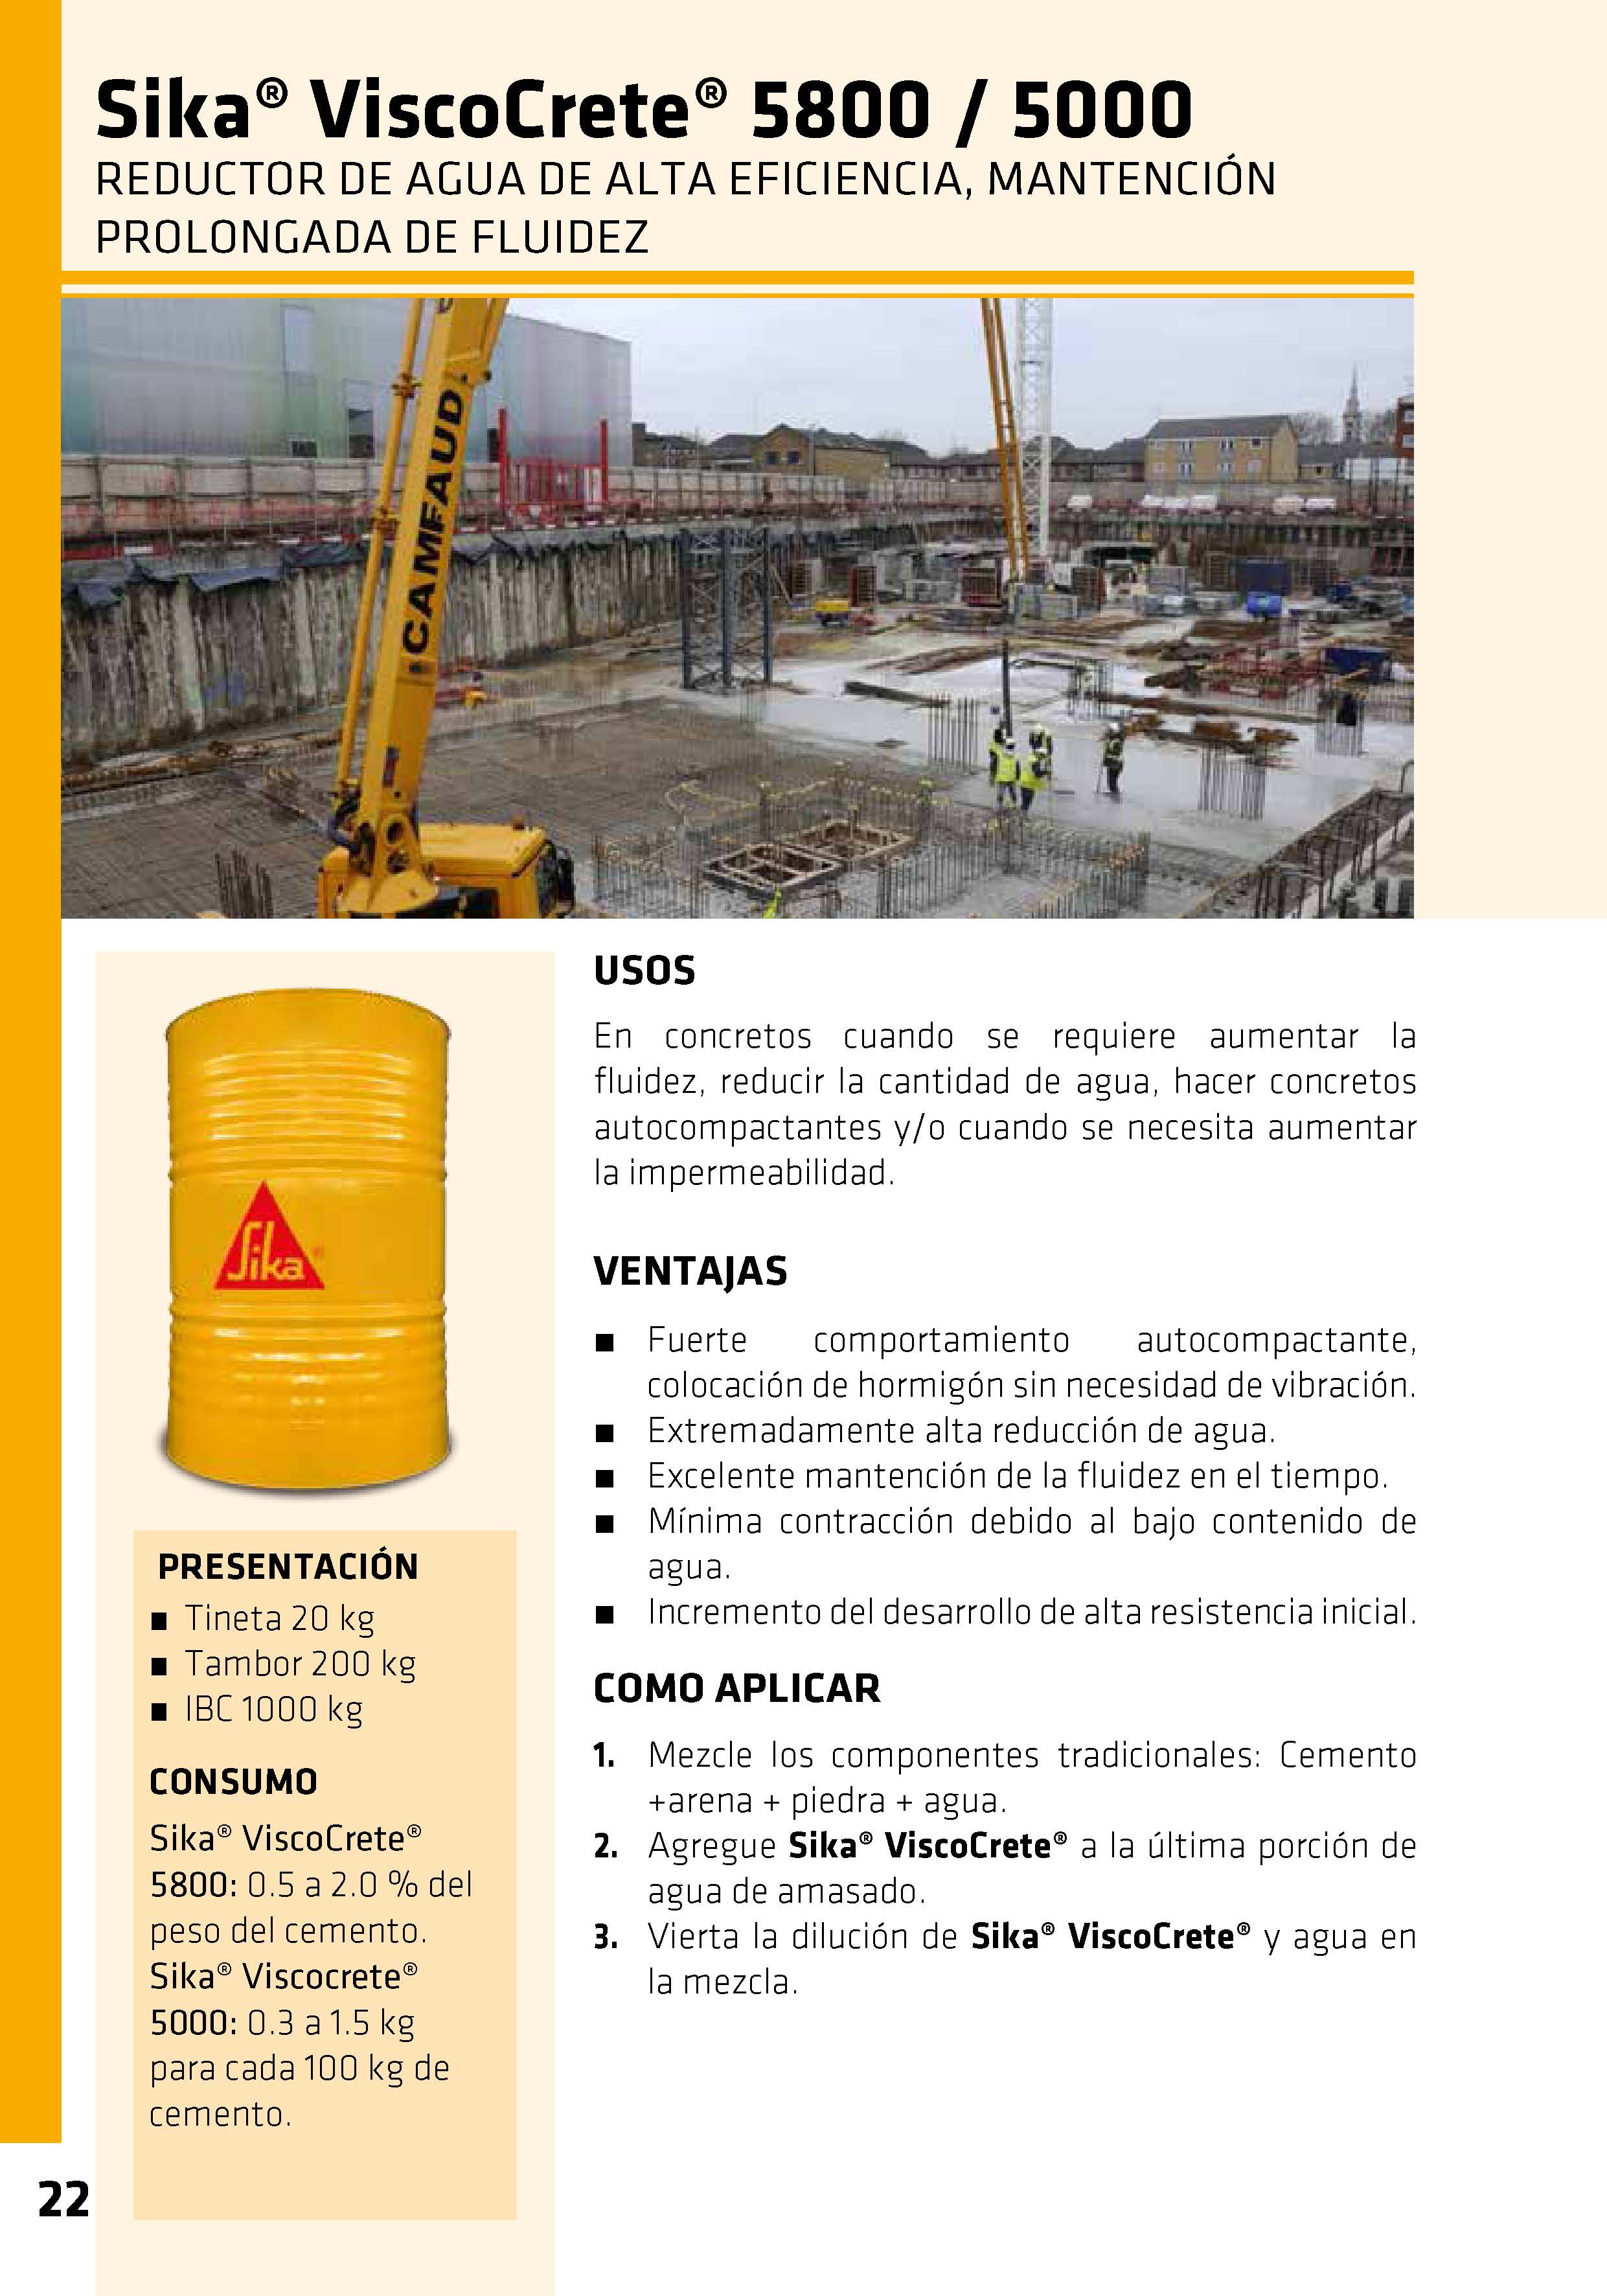 Sika® ViscoCrete® 5800 / 5000
REDUCTOR DE AGUA DE ALTA EFICIENCIA, MANTENCIÓN
PROLONGADA DE FLUIDEZ
CAMFAUD
Sika®
PRESENTACIÓN
■ Tineta 20 kg
■ Tambor 200 kg
■ IBC 1000 kg
CONSUMO
Sika® ViscoCrete®
5800: 0.5 a 2.0 % del
peso del cemento.
Sika® Viscocrete®
5000: 0.3 a 1.5 kg
para cada 100 kg de
cemento.
USOS
En concretos cuando se requiere aumentar la
fluidez, reducir la cantidad de agua, hacer concretos
autocompactantes y/o cuando se necesita aumentar
la impermeabilidad.
VENTAJAS
■ Fuerte comportamiento autocompactante,
colocación de hormigón sin necesidad de vibración.
■ Extremadamente alta reducción de agua.
■ Excelente mantención de la fluidez en el tiempo.
■ Mínima contracción debido al bajo contenido de
agua.
■ Incremento del desarrollo de alta resistencia inicial.
COMO APLICAR
1. Mezcle los componentes tradicionales: Cemento
+arena + piedra + agua.
2. Agregue Sika® ViscoCrete® a la última porción de
agua de amasado.
3. Vierta la dilución de Sika® ViscoCrete® y agua en
la mezcla.
22